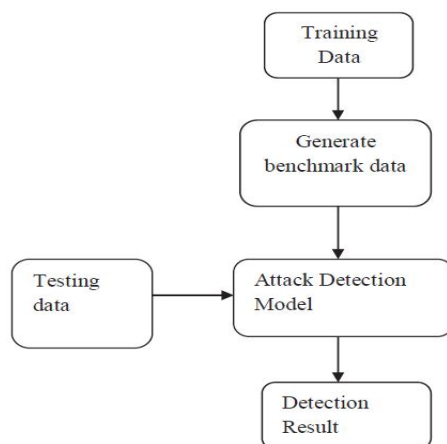 Training
Data
Generate
benchmark data
Testing
data
Attack Detection
Model
Detection
Result